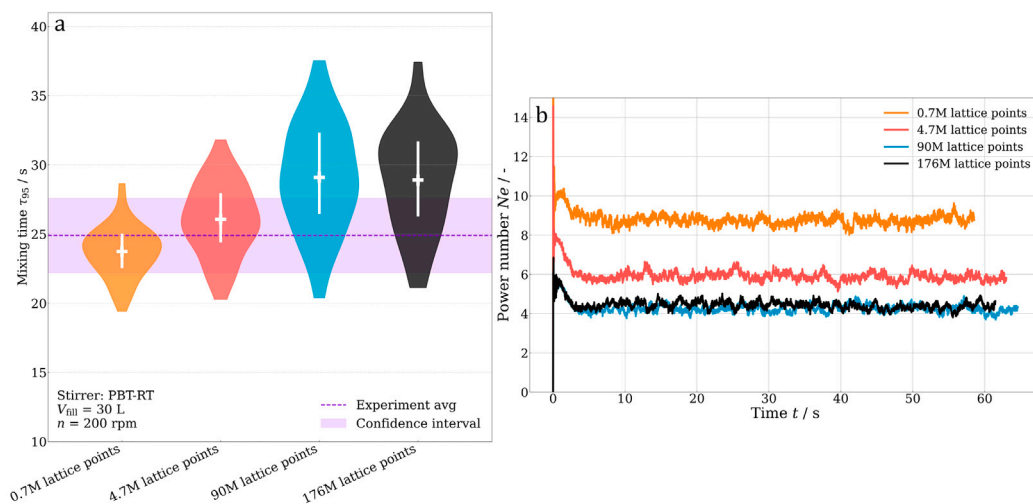 a
40
35
30
25
20
15
10
Mixing time τ₉₅ / s
Stirrer: PBT-RT
V_fill = 30 L
n = 200 rpm
Experiment avg
Confidence interval
0.7M lattice points
4.7M lattice points
90M lattice points
176M lattice points
b
14
12
10
8
6
4
2
0
Power number Ne / -
0.7M lattice points
4.7M lattice points
90M lattice points
176M lattice points
0 10 20 30 40 50 60
Time t / s